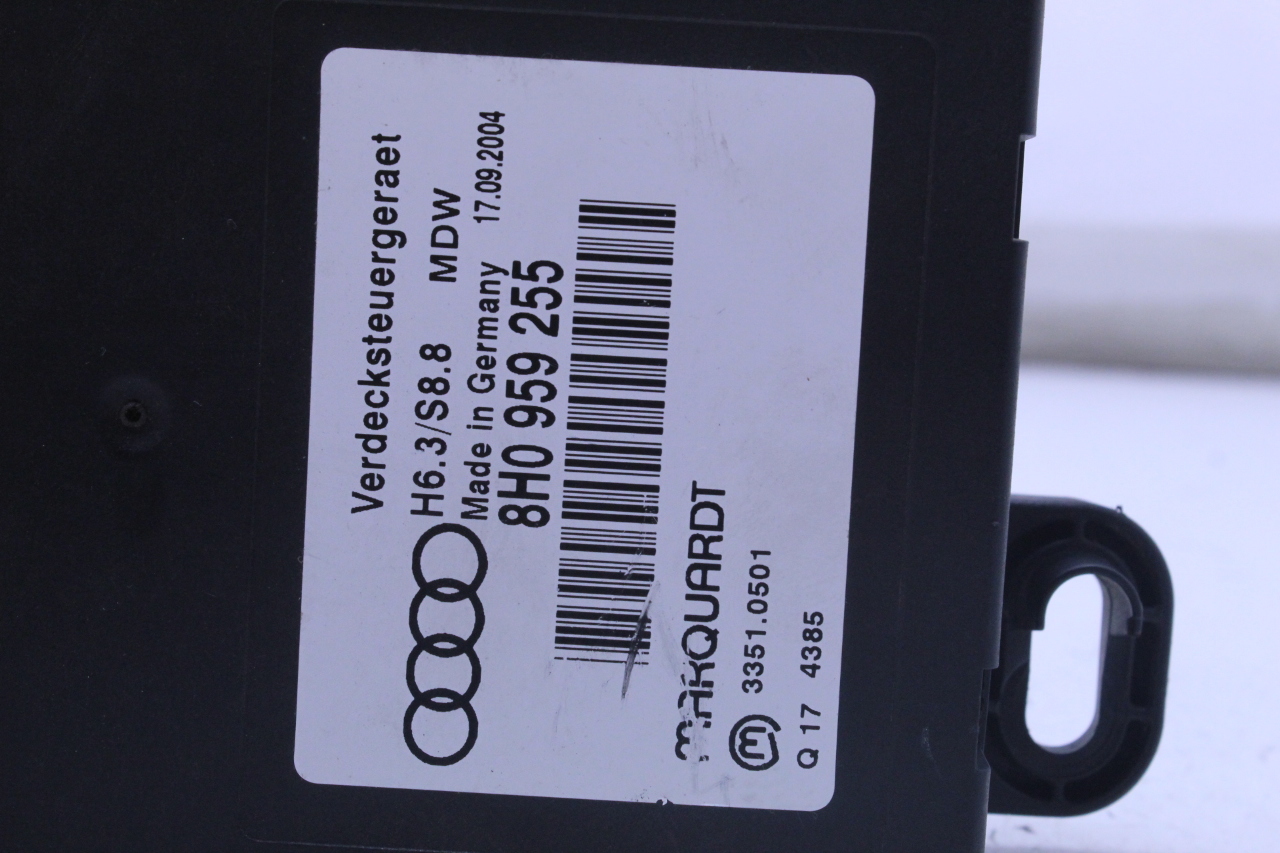 Verdecksteuergeraet
H6.3/S8.8 MDW
Made in Germany 17.09.2004
8H0 959 255
MARQUARDT
m 3351.0501
Q 17 4385